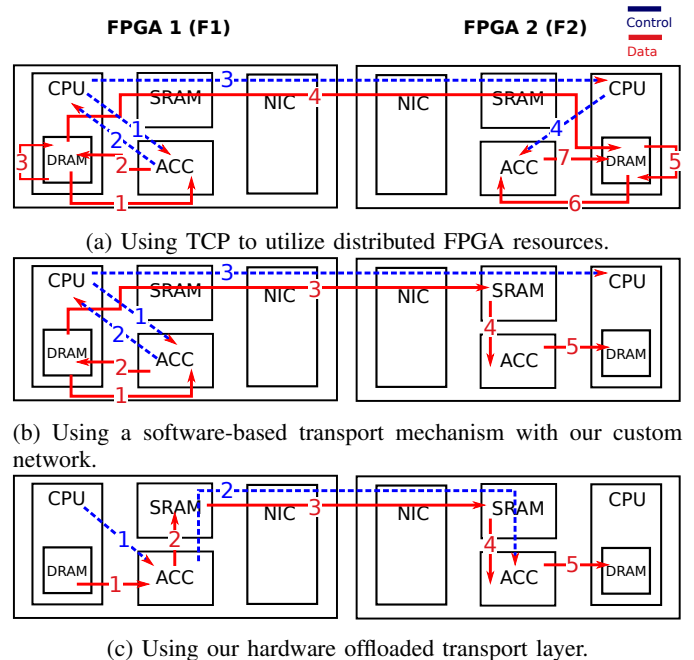 FPGA 1 (F1)
FPGA 2 (F2)
Control
Data
CPU
SRAM
NIC
NIC
SRAM
CPU
3
4
1
2
4
3
DRAM
2
ACC
ACC
7
DRAM
5
1
6
(a) Using TCP to utilize distributed FPGA resources.
CPU
SRAM
NIC
NIC
SRAM
CPU
3
3
1
2
4
DRAM
2
ACC
ACC
5
DRAM
1
(b) Using a software-based transport mechanism with our custom
network.
CPU
SRAM
NIC
NIC
SRAM
CPU
2
3
1
2
4
DRAM
1
ACC
ACC
5
DRAM
(c) Using our hardware offloaded transport layer.